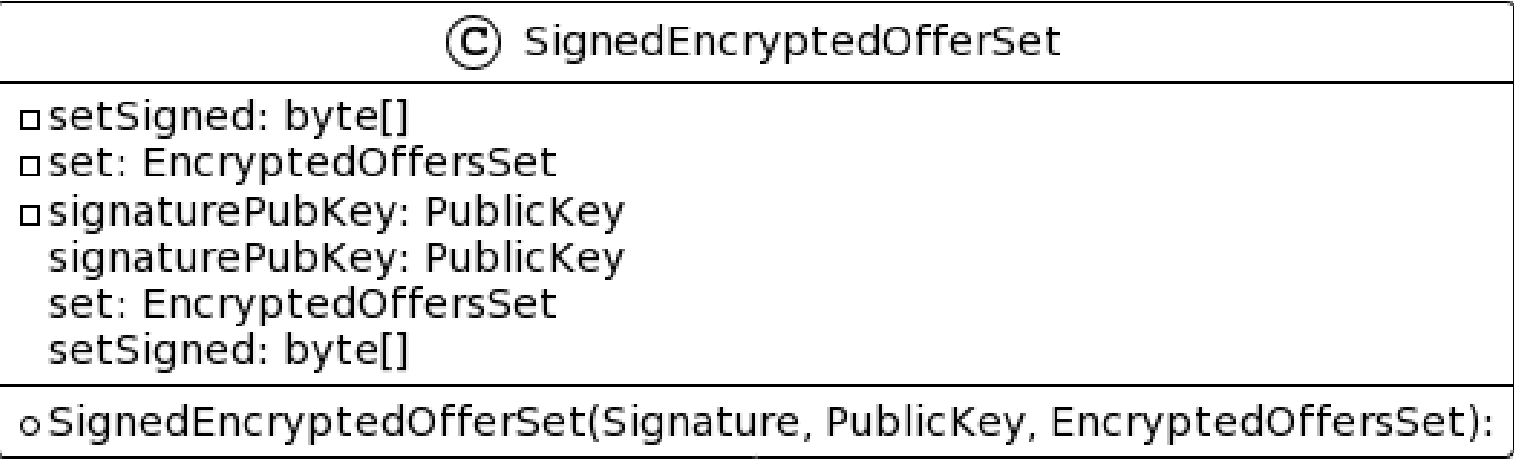 C SignedEncryptedOfferSet
setSigned: byte[]
set: EncryptedOffersSet
signaturePubKey: PublicKey
signaturePubKey: PublicKey
set: EncryptedOffersSet
setSigned: byte[]
SignedEncryptedOfferSet(Signature, PublicKey, EncryptedOffersSet):